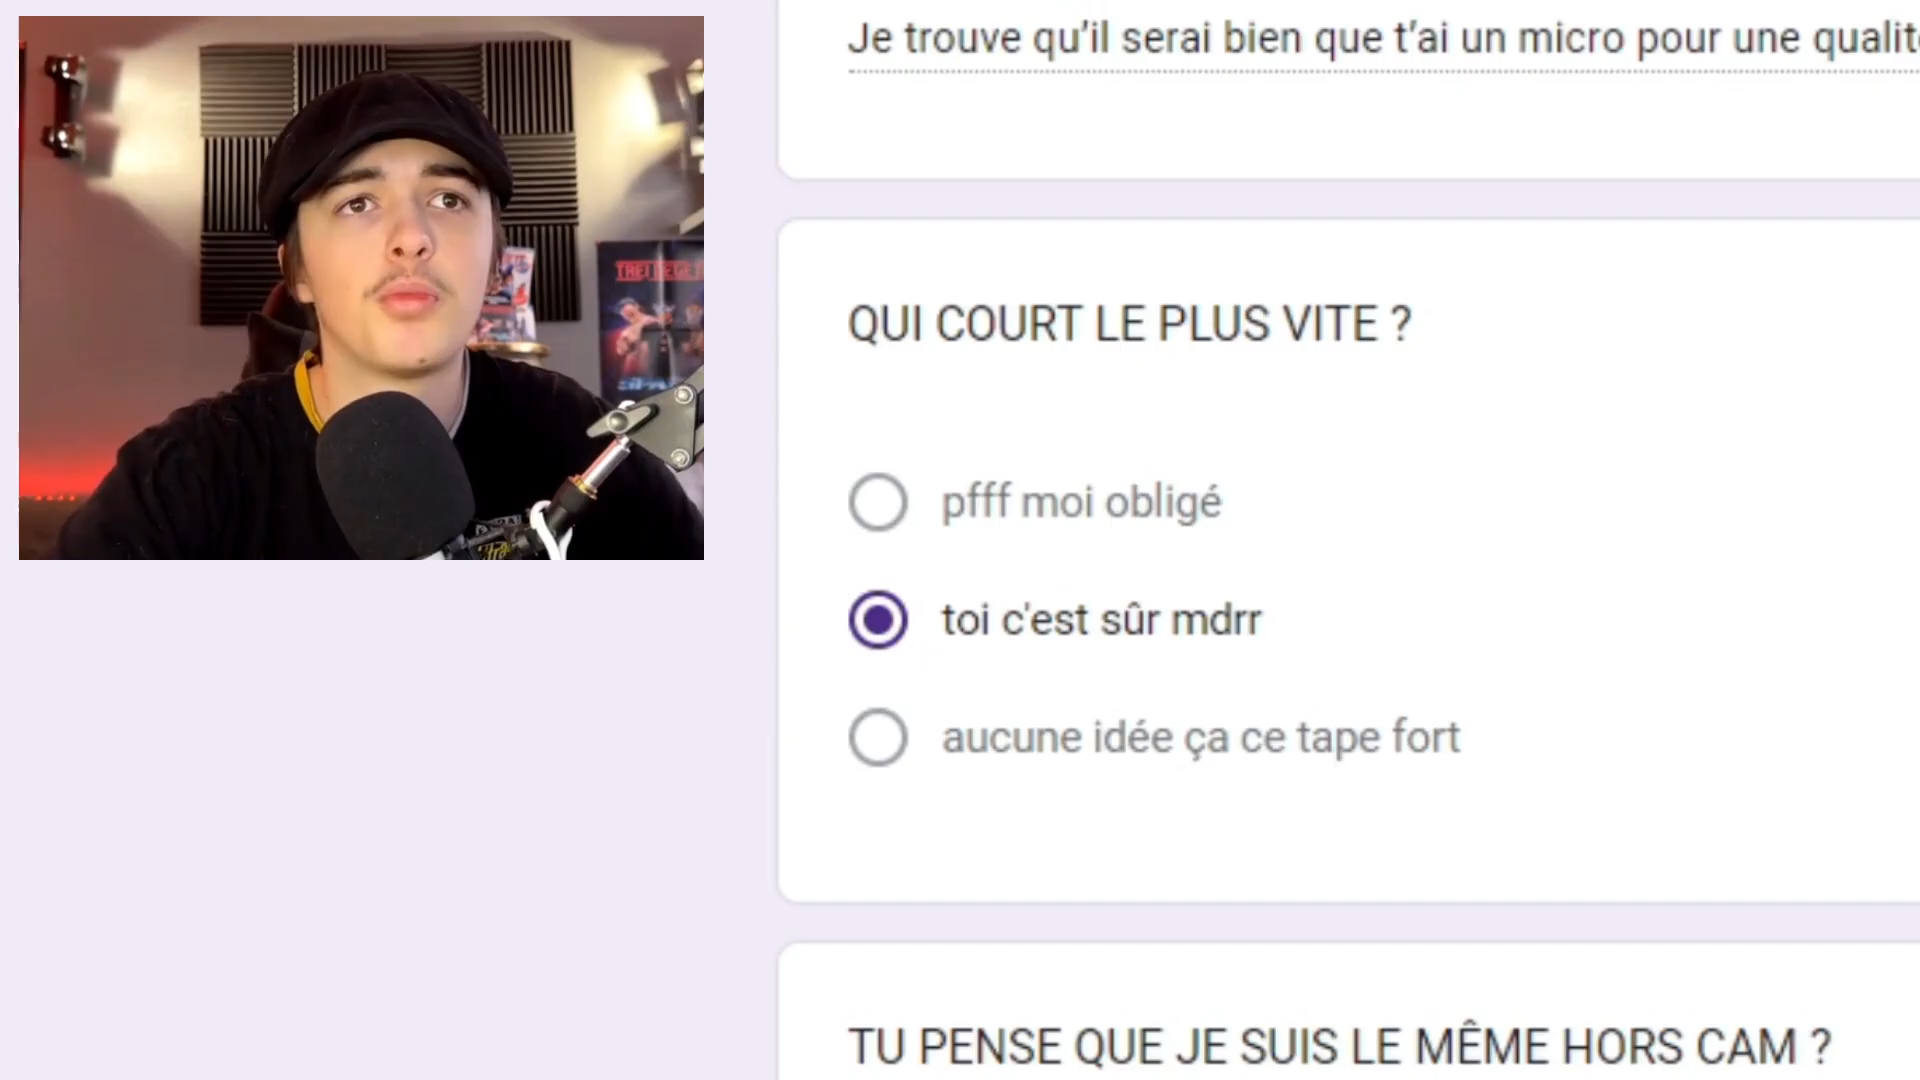 Je trouve qu'il serai bien que t'ai un micro pour une qualité
QUI COURT LE PLUS VITE ?
pfff moi obligé
toi c'est sûr mdrr
aucune idée ça ce tape fort
TU PENSE QUE JE SUIS LE MÊME HORS CAM ?